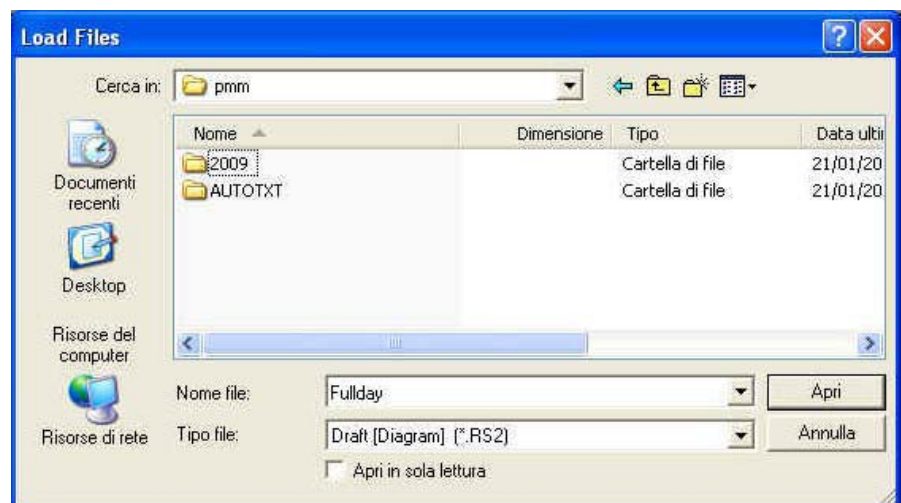 Load Files
Cerca in: pmm
Nome Dimensione Tipo Data ultir
2009 Cartella di file 21/01/20
AUTOTXT Cartella di file 21/01/20
Documenti
recenti
Desktop
Risorse del
computer
Risorse di rete
Nome file: Fullday Apri
Tipo file: Draft [Diagram] (*.RS2) Annulla
Apri in sola lettura